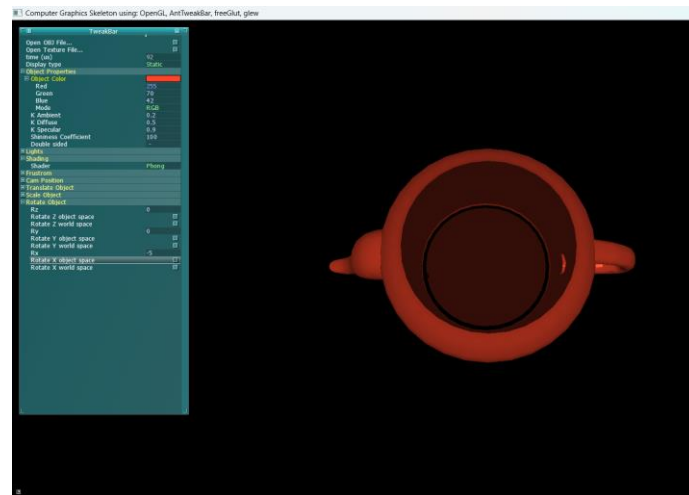 Computer Graphics Skeleton using: OpenGL, AntTweakBar, freeGlut, glew
TweakBar
Open OBJ File...
Open Texture File...
time (us) 92
Display type Static
Object Properties
Object Color
Red 255
Green 70
Blue 42
Mode RGB
K Ambient 0.2
K Diffuse 0.5
K Specular 0.9
Shininess Coefficient 100
Double sided -
Lights
Shading
Shader Phong
Frustrom
Cam Position
Translate Object
Scale Object
Rotate Object
Rz 0
Rotate Z object space
Rotate Z world space
Ry 0
Rotate Y object space
Rotate Y world space
Rx -5
Rotate X object space
Rotate X world space